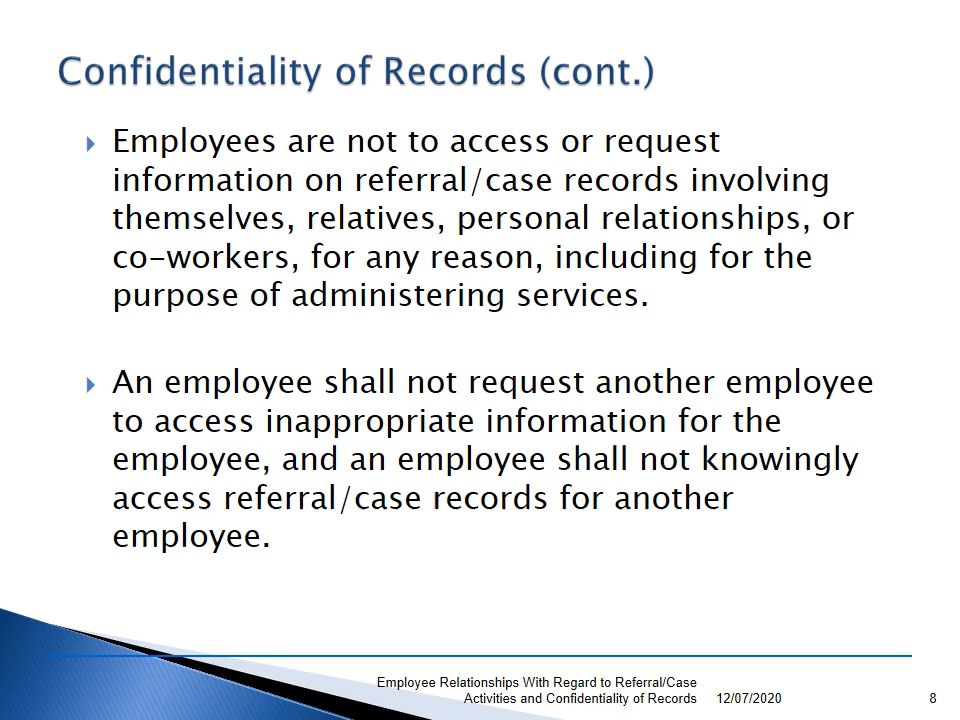 Confidentiality of Records (cont.)
Employees are not to access or request
information on referral/case records involving
themselves, relatives, personal relationships, or
co-workers, for any reason, including for the
purpose of administering services.
An employee shall not request another employee
to access inappropriate information for the
employee, and an employee shall not knowingly
access referral/case records for another
employee.
Employee Relationships With Regard to Referral/Case
Activities and Confidentiality of Records 12/07/2020 8